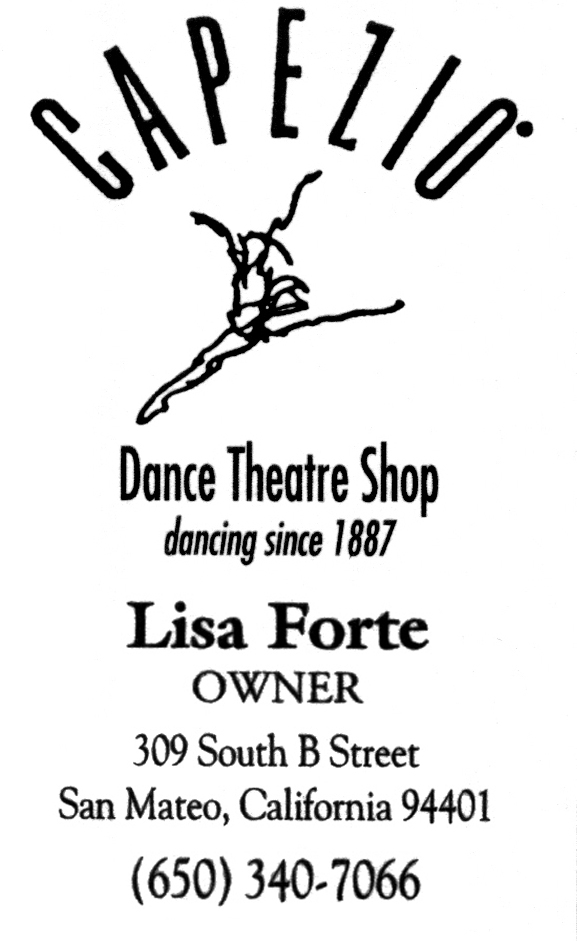 CAPEZIO
Dance Theatre Shop
dancing since 1887
Lisa Forte
OWNER
309 South B Street
San Mateo, California 94401
(650) 340-7066